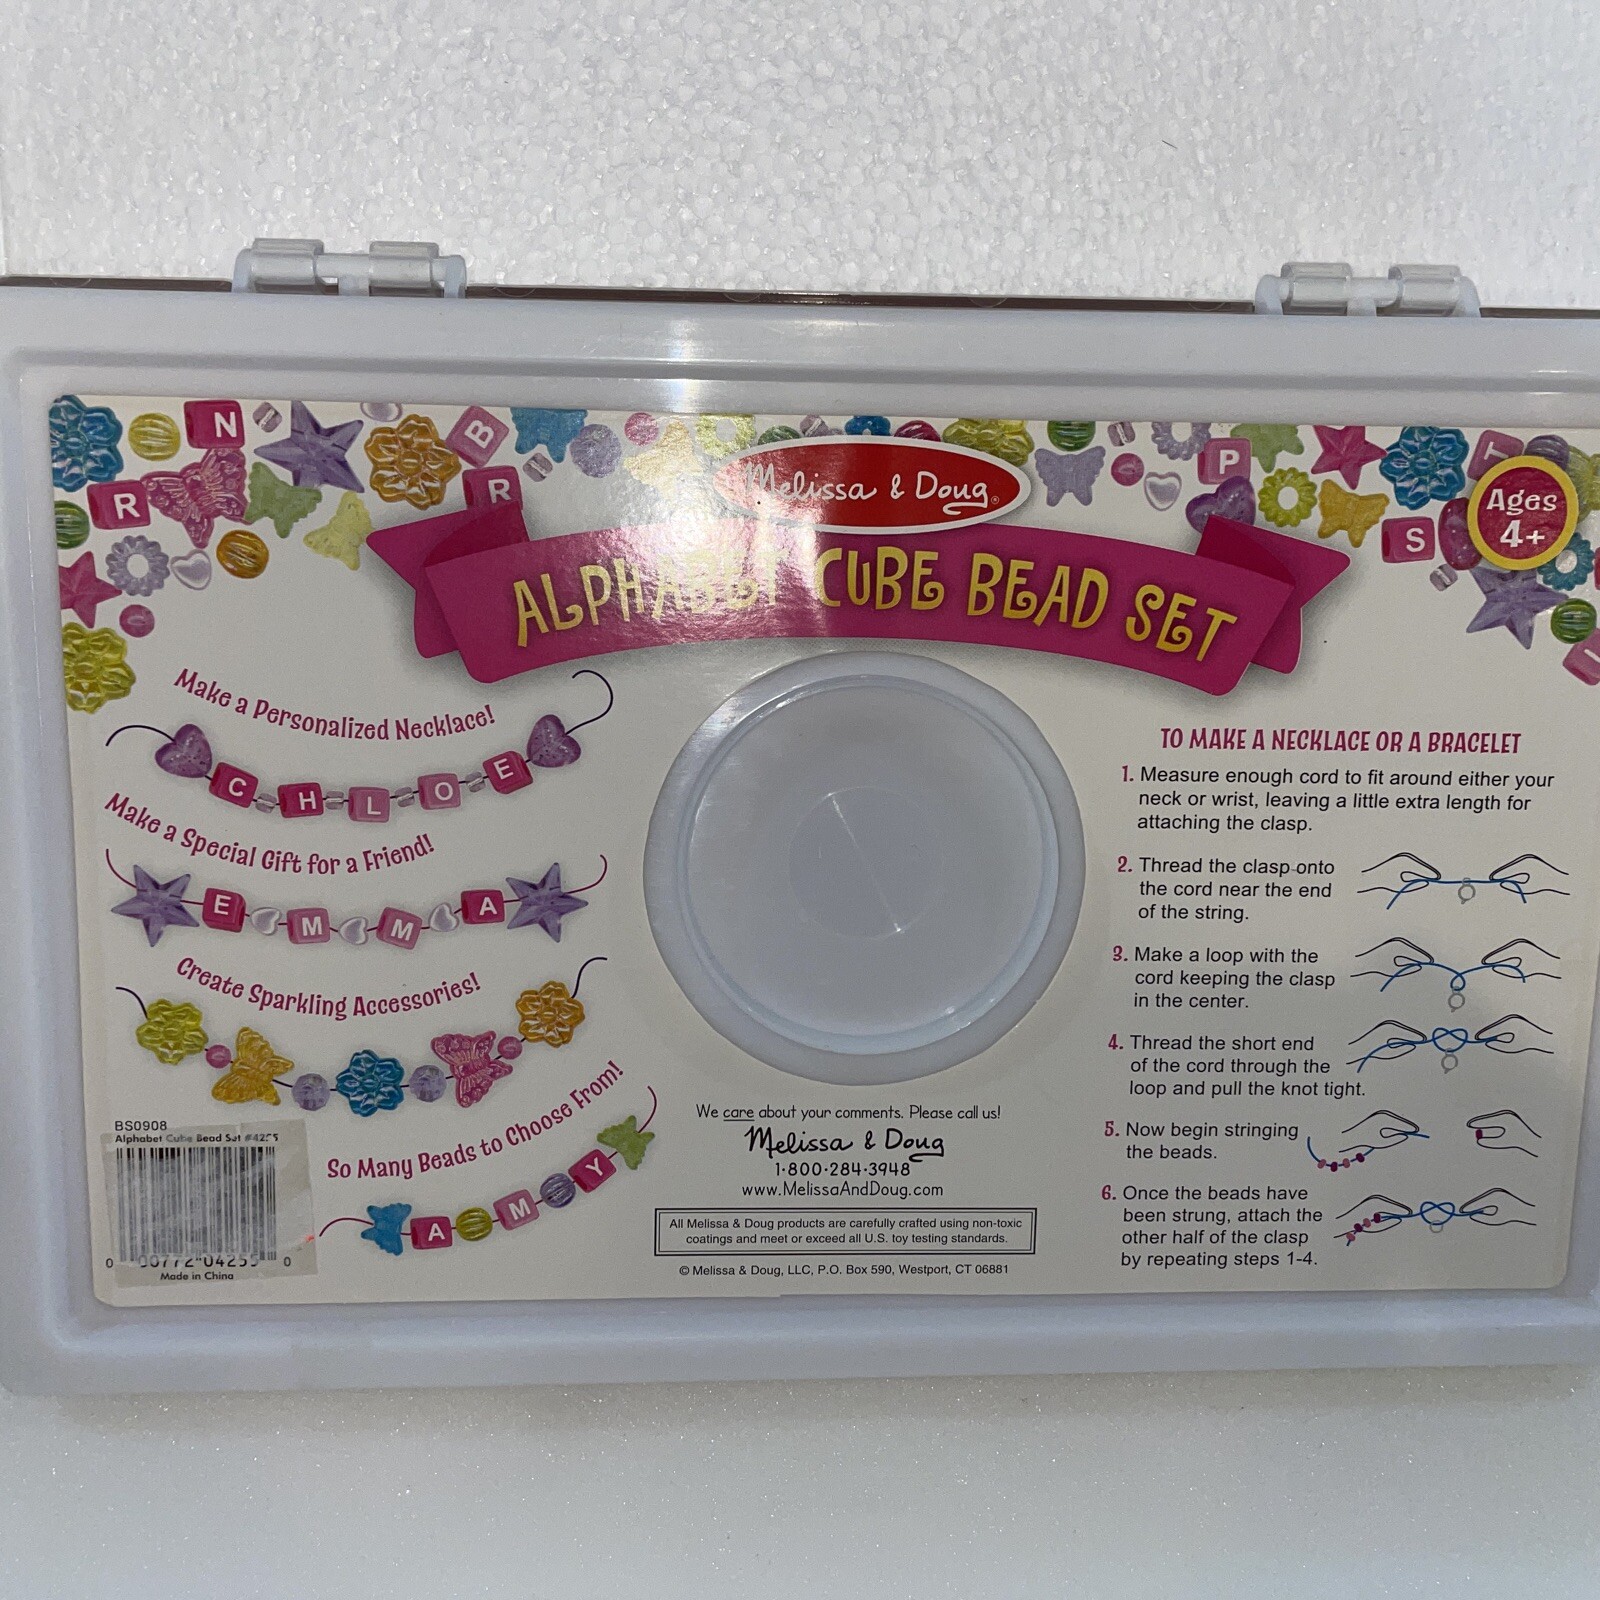 N
B
R
R
P
T
S
Melissa & Doug®
Ages
4+
ALPHABET CUBE BEAD SET
Make a Personalized Necklace!
C H L O E
Make a Special Gift for a Friend!
E M M A
Create Sparkling Accessories!
So Many Beads to Choose From!
A M Y
BS0908
Alphabet Cube Bead Set #4255
0 00772 04255 0
Made in China
We care about your comments. Please call us!
Melissa & Doug
1-800-284-3948
www.MelissaAndDoug.com
All Melissa & Doug products are carefully crafted using non-toxic
coatings and meet or exceed all U.S. toy testing standards.
© Melissa & Doug, LLC, P.O. Box 590, Westport, CT 06881
TO MAKE A NECKLACE OR A BRACELET
1. Measure enough cord to fit around either your
neck or wrist, leaving a little extra length for
attaching the clasp.
2. Thread the clasp onto
the cord near the end
of the string.
3. Make a loop with the
cord keeping the clasp
in the center.
4. Thread the short end
of the cord through the
loop and pull the knot tight.
5. Now begin stringing
the beads.
6. Once the beads have
been strung, attach the
other half of the clasp
by repeating steps 1-4.